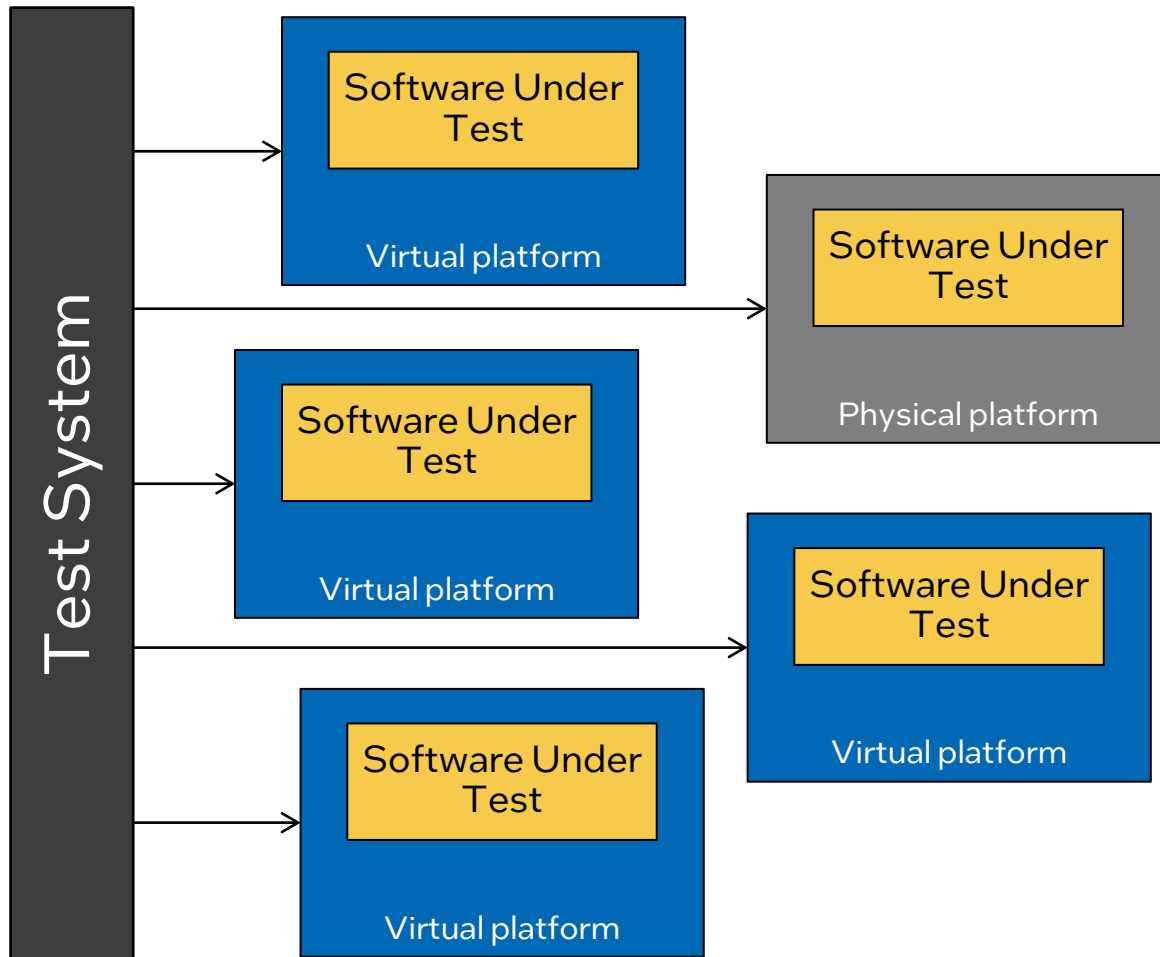 Test System
Software Under
Test
Virtual platform
Software Under
Test
Physical platform
Software Under
Test
Virtual platform
Software Under
Test
Virtual platform
Software Under
Test
Virtual platform